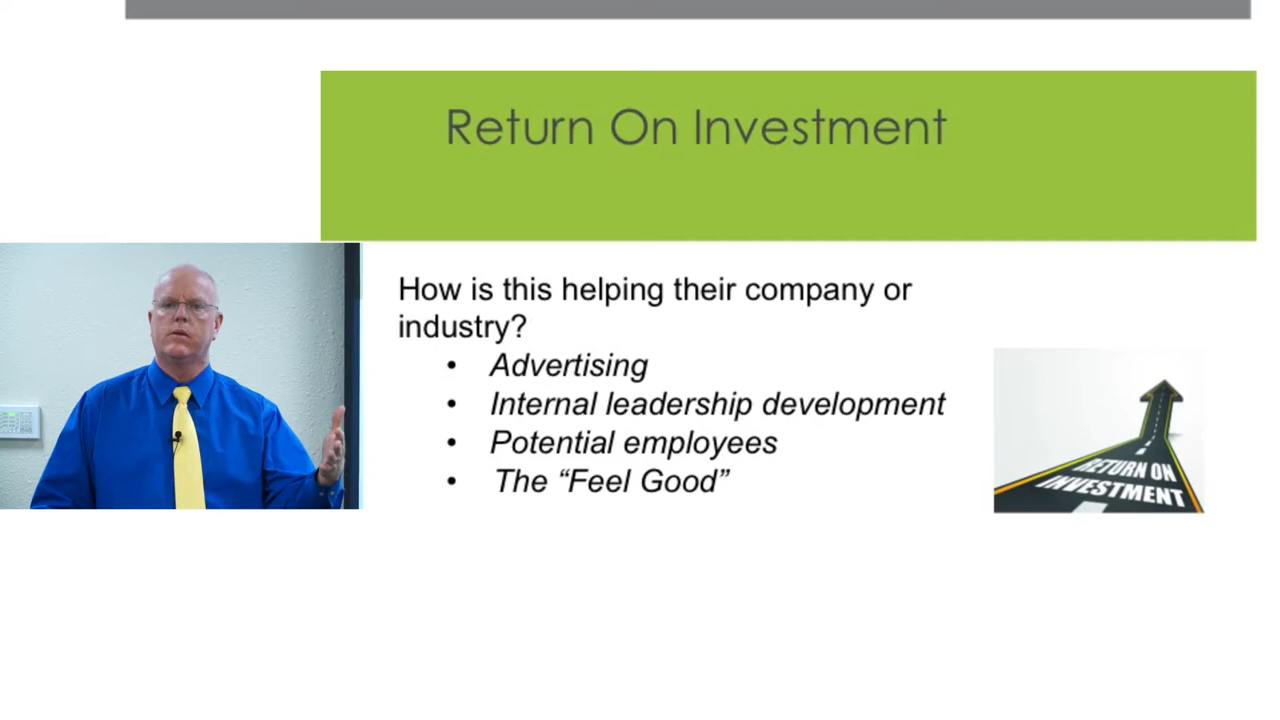 Return On Investment
How is this helping their company or
industry?
• Advertising
• Internal leadership development
• Potential employees
• The “Feel Good”
RETURN ON
INVESTMENT